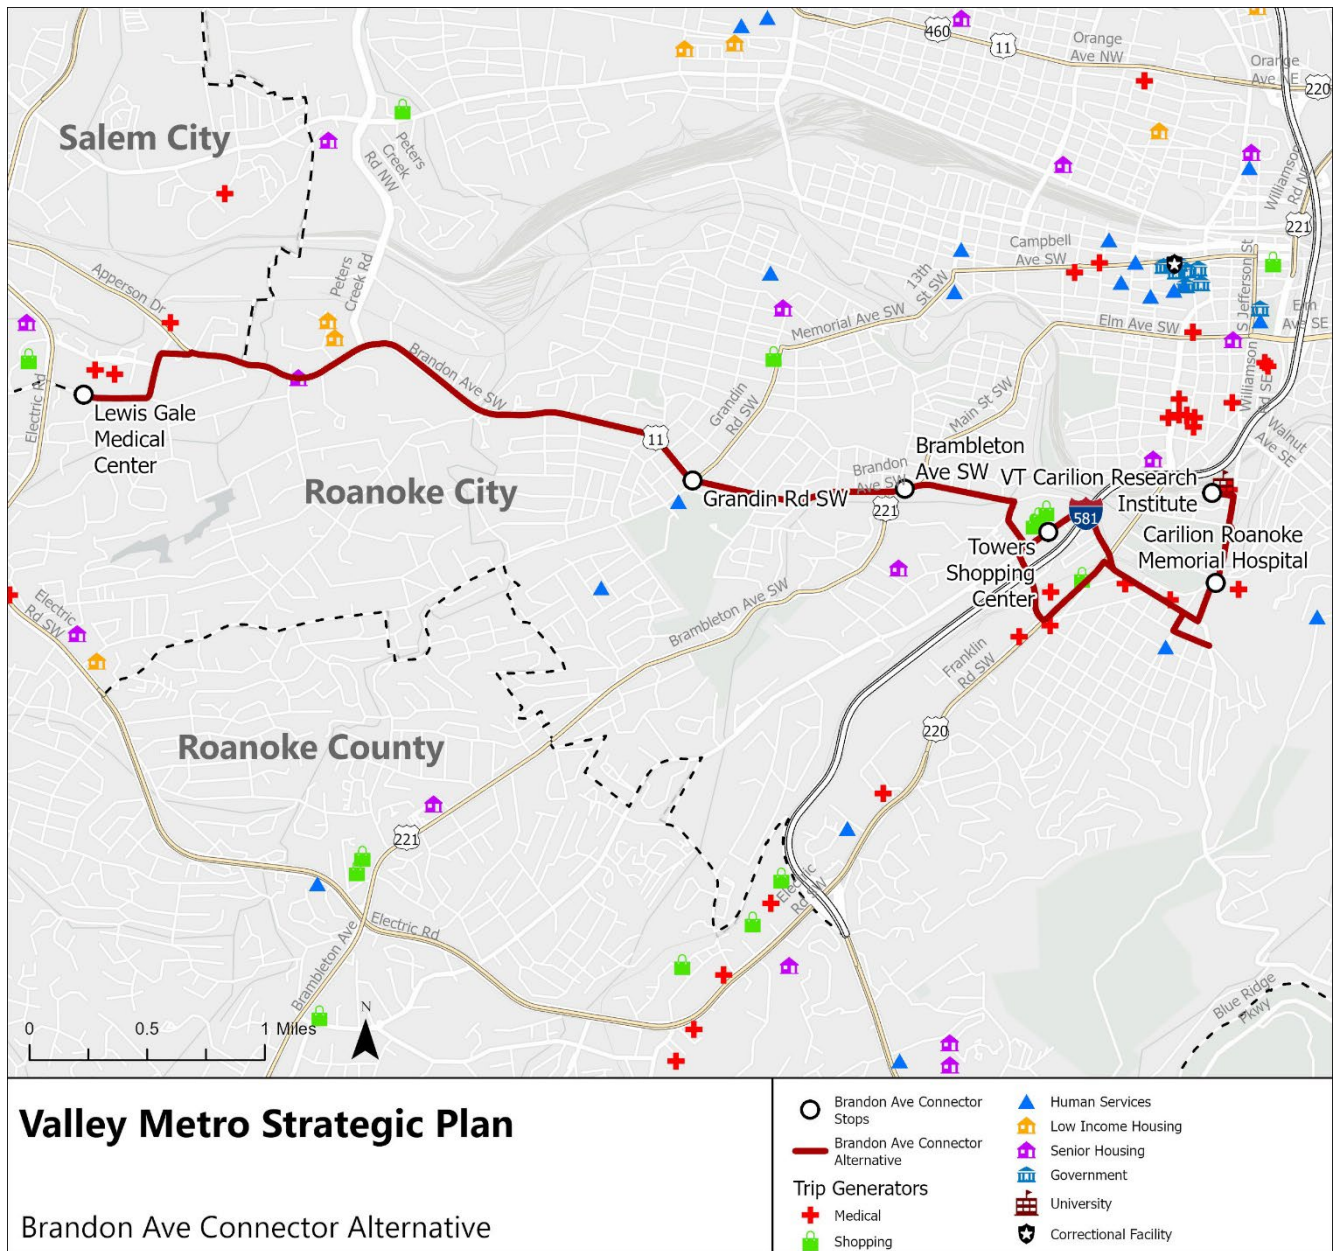 460
11
Orange
Ave NW
Orange
Ave NE
220
Salem City
Peters
Creek
Rd NW
Williamson
Rd NE
221
Campbell
Ave SW
S Jefferson St
13th
St SW
Peters
Creek Rd
Apperson Dr
Memorial Ave SW
Elm Ave SW
Elm
Ave SE
Brandon Ave SW
Electric Rd
Lewis Gale
Medical
Center
Grandin
Rd SW
Main St SW
Williamson
Rd SE
Walnut
Ave SE
11
Brambleton
Ave SW
Brandon
Ave SW
VT Carilion Research
Institute
Roanoke City
Grandin Rd SW
221
581
Towers
Shopping
Center
Carilion Roanoke
Memorial Hospital
Electric
Rd SW
Brambleton Ave SW
Franklin
Rd SW
220
Roanoke County
221
Electric
Rd SW
Electric Rd
Brambleton Ave
Blue Ridge
Pkwy
N
0 0.5 1 Miles
Valley Metro Strategic Plan
Brandon Ave Connector Alternative
Brandon Ave Connector
Stops
Brandon Ave Connector
Alternative
Trip Generators
Medical
Shopping
Human Services
Low Income Housing
Senior Housing
Government
University
Correctional Facility